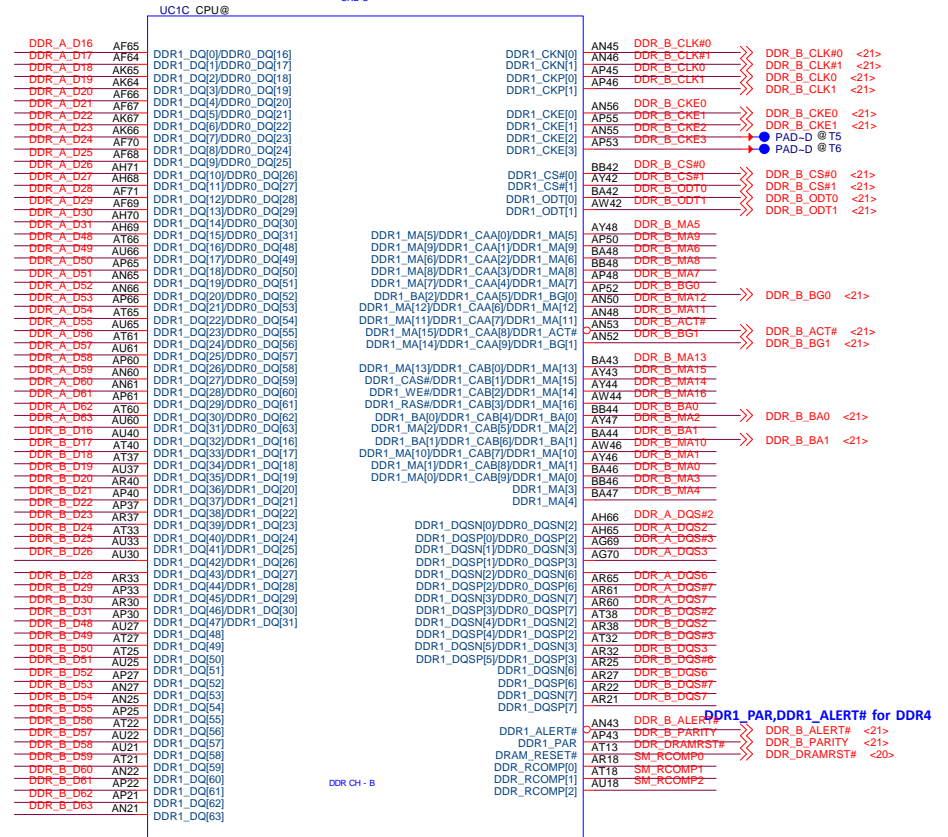 UC1C CPU@
DDR_A_D16 AF65 DDR1_DQ[0]/DDR0_DQ[16]
DDR_A_D17 AF64 DDR1_DQ[1]/DDR0_DQ[17]
DDR_A_D18 AK65 DDR1_DQ[2]/DDR0_DQ[18]
DDR_A_D19 AK64 DDR1_DQ[3]/DDR0_DQ[19]
DDR_A_D20 AF66 DDR1_DQ[4]/DDR0_DQ[20]
DDR_A_D21 AF67 DDR1_DQ[5]/DDR0_DQ[21]
DDR_A_D22 AK67 DDR1_DQ[6]/DDR0_DQ[22]
DDR_A_D23 AK66 DDR1_DQ[7]/DDR0_DQ[23]
DDR_A_D24 AF70 DDR1_DQ[8]/DDR0_DQ[24]
DDR_A_D25 AF68 DDR1_DQ[9]/DDR0_DQ[25]
DDR_A_D26 AH71 DDR1_DQ[10]/DDR0_DQ[26]
DDR_A_D27 AH68 DDR1_DQ[11]/DDR0_DQ[27]
DDR_A_D28 AF71 DDR1_DQ[12]/DDR0_DQ[28]
DDR_A_D29 AF69 DDR1_DQ[13]/DDR0_DQ[29]
DDR_A_D30 AH70 DDR1_DQ[14]/DDR0_DQ[30]
DDR_A_D31 AH69 DDR1_DQ[15]/DDR0_DQ[31]
DDR_A_D48 AT66 DDR1_DQ[16]/DDR0_DQ[48]
DDR_A_D49 AU66 DDR1_DQ[17]/DDR0_DQ[49]
DDR_A_D50 AP65 DDR1_DQ[18]/DDR0_DQ[50]
DDR_A_D51 AN65 DDR1_DQ[19]/DDR0_DQ[51]
DDR_A_D52 AN66 DDR1_DQ[20]/DDR0_DQ[52]
DDR_A_D53 AP66 DDR1_DQ[21]/DDR0_DQ[53]
DDR_A_D54 AT65 DDR1_DQ[22]/DDR0_DQ[54]
DDR_A_D55 AU65 DDR1_DQ[23]/DDR0_DQ[55]
DDR_A_D56 AT61 DDR1_DQ[24]/DDR0_DQ[56]
DDR_A_D57 AU61 DDR1_DQ[25]/DDR0_DQ[57]
DDR_A_D58 AP60 DDR1_DQ[26]/DDR0_DQ[58]
DDR_A_D59 AN60 DDR1_DQ[27]/DDR0_DQ[59]
DDR_A_D60 AN61 DDR1_DQ[28]/DDR0_DQ[60]
DDR_A_D61 AP61 DDR1_DQ[29]/DDR0_DQ[61]
DDR_A_D62 AT60 DDR1_DQ[30]/DDR0_DQ[62]
DDR_A_D63 AU60 DDR1_DQ[31]/DDR0_DQ[63]
DDR_B_D16 AU40 DDR1_DQ[32]/DDR1_DQ[16]
DDR_B_D17 AT40 DDR1_DQ[33]/DDR1_DQ[17]
DDR_B_D18 AT37 DDR1_DQ[34]/DDR1_DQ[18]
DDR_B_D19 AU37 DDR1_DQ[35]/DDR1_DQ[19]
DDR_B_D20 AR40 DDR1_DQ[36]/DDR1_DQ[20]
DDR_B_D21 AP40 DDR1_DQ[37]/DDR1_DQ[21]
DDR_B_D22 AP37 DDR1_DQ[38]/DDR1_DQ[22]
DDR_B_D23 AR37 DDR1_DQ[39]/DDR1_DQ[23]
DDR_B_D24 AT33 DDR1_DQ[40]/DDR1_DQ[24]
DDR_B_D25 AU33 DDR1_DQ[41]/DDR1_DQ[25]
DDR_B_D26 AU30 DDR1_DQ[42]/DDR1_DQ[26]
DDR1_DQ[43]/DDR1_DQ[27]
DDR_B_D28 AR33 DDR1_DQ[44]/DDR1_DQ[28]
DDR_B_D29 AP33 DDR1_DQ[45]/DDR1_DQ[29]
DDR_B_D30 AR30 DDR1_DQ[46]/DDR1_DQ[30]
DDR_B_D31 AP30 DDR1_DQ[47]/DDR1_DQ[31]
DDR_B_D48 AU27 DDR1_DQ[48]
DDR_B_D49 AT27 DDR1_DQ[49]
DDR_B_D50 AT25 DDR1_DQ[50]
DDR_B_D51 AU25 DDR1_DQ[51]
DDR_B_D52 AP27 DDR1_DQ[52]
DDR_B_D53 AN27 DDR1_DQ[53]
DDR_B_D54 AN25 DDR1_DQ[54]
DDR_B_D55 AP25 DDR1_DQ[55]
DDR_B_D56 AT22 DDR1_DQ[56]
DDR_B_D57 AU22 DDR1_DQ[57]
DDR_B_D58 AU21 DDR1_DQ[58]
DDR_B_D59 AT21 DDR1_DQ[59]
DDR_B_D60 AN22 DDR1_DQ[60]
DDR_B_D61 AP22 DDR1_DQ[61]
DDR_B_D62 AP21 DDR1_DQ[62]
DDR_B_D63 AN21 DDR1_DQ[63]
DDR CH - B
DDR1_CKN[0] AN45 DDR_B_CLK#0 DDR_B_CLK#0 <21>
DDR1_CKN[1] AN46 DDR_B_CLK#1 DDR_B_CLK#1 <21>
DDR1_CKP[0] AP45 DDR_B_CLK0 DDR_B_CLK0 <21>
DDR1_CKP[1] AP46 DDR_B_CLK1 DDR_B_CLK1 <21>
DDR1_CKE[0] AN56 DDR_B_CKE0 DDR_B_CKE0 <21>
DDR1_CKE[1] AP55 DDR_B_CKE1 DDR_B_CKE1 <21>
DDR1_CKE[2] AN55 DDR_B_CKE2 PAD~D @ T5
DDR1_CKE[3] AP53 DDR_B_CKE3 PAD~D @ T6
DDR1_CS#[0] BB42 DDR_B_CS#0 DDR_B_CS#0 <21>
DDR1_CS#[1] AY42 DDR_B_CS#1 DDR_B_CS#1 <21>
DDR1_ODT[0] BA42 DDR_B_ODT0 DDR_B_ODT0 <21>
DDR1_ODT[1] AW42 DDR_B_ODT1 DDR_B_ODT1 <21>
DDR1_MA[5]/DDR1_CAA[0]/DDR1_MA[5] AY48 DDR_B_MA5
DDR1_MA[9]/DDR1_CAA[1]/DDR1_MA[9] AP50 DDR_B_MA9
DDR1_MA[6]/DDR1_CAA[2]/DDR1_MA[6] BA48 DDR_B_MA6
DDR1_MA[8]/DDR1_CAA[3]/DDR1_MA[8] BB48 DDR_B_MA8
DDR1_MA[7]/DDR1_CAA[4]/DDR1_MA[7] AP48 DDR_B_MA7
DDR1_BA[2]/DDR1_CAA[5]/DDR1_BG[0] AP52 DDR_B_BG0 DDR_B_BG0 <21>
DDR1_MA[12]/DDR1_CAA[6]/DDR1_MA[12] AN50 DDR_B_MA12
DDR1_MA[11]/DDR1_CAA[7]/DDR1_MA[11] AN48 DDR_B_MA11
DDR1_MA[15]/DDR1_CAA[8]/DDR1_ACT# AN53 DDR_B_ACT# DDR_B_ACT# <21>
DDR1_MA[14]/DDR1_CAA[9]/DDR1_BG[1] AN52 DDR_B_BG1 DDR_B_BG1 <21>
DDR1_MA[13]/DDR1_CAB[0]/DDR1_MA[13] BA43 DDR_B_MA13
DDR1_CAS#/DDR1_CAB[1]/DDR1_MA[15] AY43 DDR_B_MA15
DDR1_WE#/DDR1_CAB[2]/DDR1_MA[14] AY44 DDR_B_MA14
DDR1_RAS#/DDR1_CAB[3]/DDR1_MA[16] AW44 DDR_B_MA16
DDR1_BA[0]/DDR1_CAB[4]/DDR1_BA[0] BB44 DDR_B_BA0 DDR_B_BA0 <21>
DDR1_MA[2]/DDR1_CAB[5]/DDR1_MA[2] AY47 DDR_B_MA2
DDR1_BA[1]/DDR1_CAB[6]/DDR1_BA[1] BA44 DDR_B_BA1 DDR_B_BA1 <21>
DDR1_MA[10]/DDR1_CAB[7]/DDR1_MA[10] AW46 DDR_B_MA10
DDR1_MA[1]/DDR1_CAB[8]/DDR1_MA[1] AY46 DDR_B_MA1
DDR1_MA[0]/DDR1_CAB[9]/DDR1_MA[0] BA46 DDR_B_MA0
DDR1_MA[3] BB46 DDR_B_MA3
DDR1_MA[4] BA47 DDR_B_MA4
DDR1_DQSN[0]/DDR0_DQSN[2] AH66 DDR_A_DQS#2
DDR1_DQSP[0]/DDR0_DQSP[2] AH65 DDR_A_DQS2
DDR1_DQSN[1]/DDR0_DQSN[3] AG69 DDR_A_DQS#3
DDR1_DQSP[1]/DDR0_DQSP[3] AG70 DDR_A_DQS3
DDR1_DQSN[2]/DDR0_DQSN[6]
DDR1_DQSP[2]/DDR0_DQSP[6] AR65 DDR_A_DQS6
DDR1_DQSN[3]/DDR0_DQSN[7] AR61 DDR_A_DQS#7
DDR1_DQSP[3]/DDR0_DQSP[7] AR60 DDR_A_DQS7
DDR1_DQSN[4]/DDR1_DQSN[2] AT38 DDR_B_DQS#2
DDR1_DQSP[4]/DDR1_DQSP[2] AR38 DDR_B_DQS2
DDR1_DQSN[5]/DDR1_DQSN[3] AT32 DDR_B_DQS#3
DDR1_DQSP[5]/DDR1_DQSP[3] AR32 DDR_B_DQS3
DDR1_DQSN[6] AR25 DDR_B_DQS#6
DDR1_DQSP[6] AR27 DDR_B_DQS6
DDR1_DQSN[7] AR22 DDR_B_DQS#7
DDR1_DQSP[7] AR21 DDR_B_DQS7
DDR1_PAR,DDR1_ALERT# for DDR4
DDR1_ALERT# AN43 DDR_B_ALERT# DDR_B_ALERT# <21>
DDR1_PAR AP43 DDR_B_PARITY DDR_B_PARITY <21>
DRAM_RESET# AT13 DDR_DRAMRST# DDR_DRAMRST# <20>
DDR_RCOMP[0] AR18 SM_RCOMP0
DDR_RCOMP[1] AT18 SM_RCOMP1
DDR_RCOMP[2] AU18 SM_RCOMP2